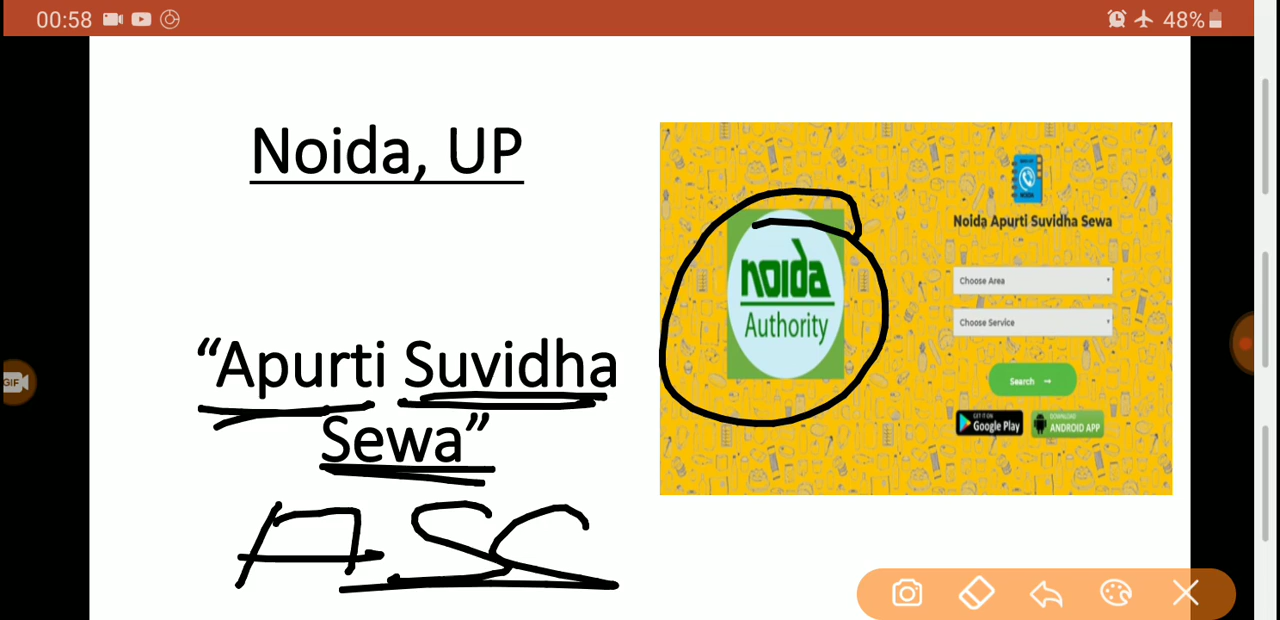 00:58
48%
Noida, UP
"Apurti Suvidha
Sewa"
noida
Authority
NOIDA
Noida Apurti Suvidha Sewa
Choose Area
Choose Service
Search →
GET IT ON
Google Play
DOWNLOAD
ANDROID APP
GIF